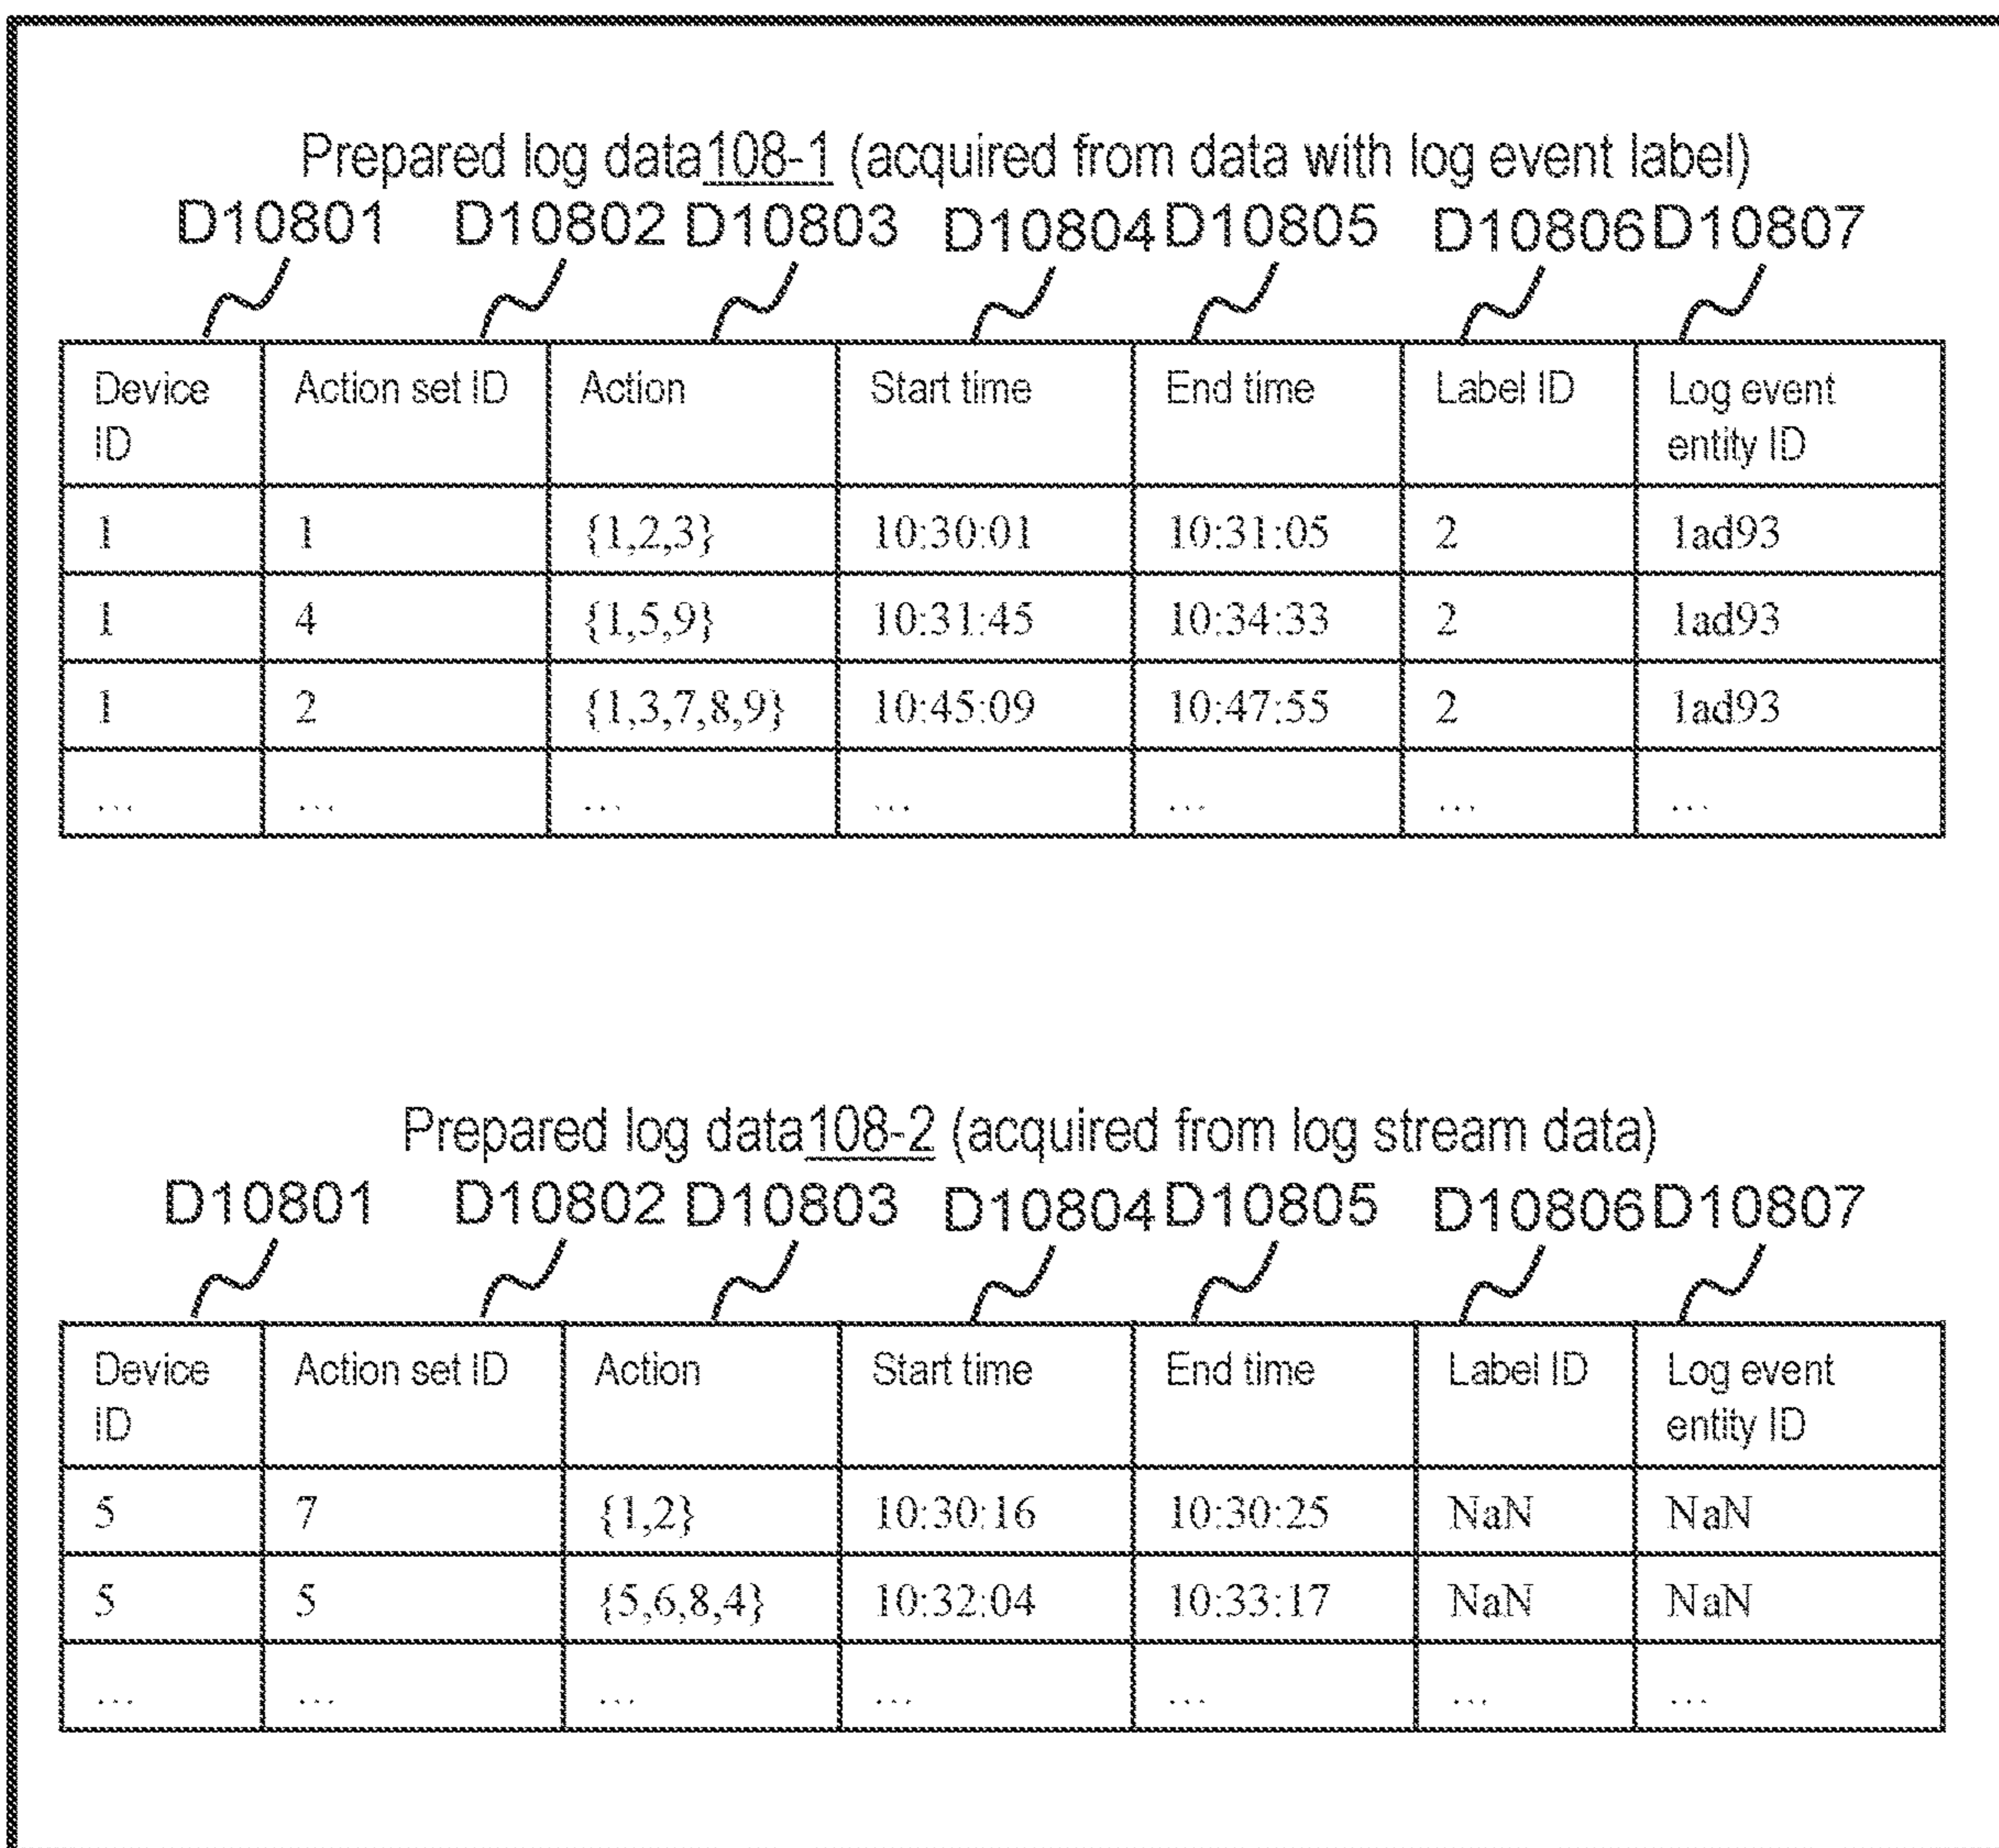 Prepared log data108-1 (acquired from data with log event label)
D10801 D10802 D10803 D10804 D10805 D10806 D10807
Device ID Action set ID Action Start time End time Label ID Log event entity ID
1 1 {1,2,3} 10:30:01 10:31:05 2 1ad93
1 4 {1,5,9} 10:31:45 10:34:33 2 1ad93
1 2 {1,3,7,8,9} 10:45:09 10:47:55 2 1ad93
... ... ... ... ... ... ...
Prepared log data108-2 (acquired from log stream data)
D10801 D10802 D10803 D10804 D10805 D10806 D10807
Device ID Action set ID Action Start time End time Label ID Log event entity ID
5 7 {1,2} 10:30:16 10:30:25 NaN NaN
5 5 {5,6,8,4} 10:32:04 10:33:17 NaN NaN
... ... ... ... ... ... ...